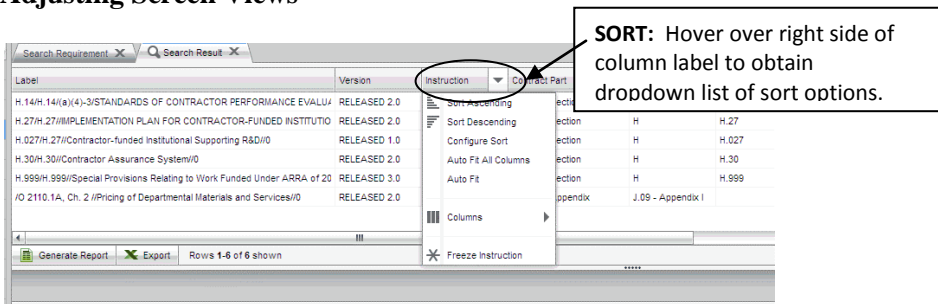 Adjusting Screen Views
SORT: Hover over right side of
column label to obtain
dropdown list of sort options.
Search Requirement
Search Result
Label Version Instruction Contract Part
H.14/H.14/(a)(4)-3/STANDARDS OF CONTRACTOR PERFORMANCE EVALUA RELEASED 2.0 Sort Ascending
H.27/H.27//IMPLEMENTATION PLAN FOR CONTRACTOR-FUNDED INSTITUTIO RELEASED 2.0 Sort Descending ection H H.27
H.027/H.27//Contractor-funded Institutional Supporting R&D//0 RELEASED 1.0 Configure Sort ection H H.027
H.30/H.30//Contractor Assurance System//0 RELEASED 2.0 Auto Fit All Columns ection H H.30
H.999/H.999//Special Provisions Relating to Work Funded Under ARRA of 20 RELEASED 3.0 Auto Fit ection H H.999
/O 2110.1A, Ch. 2 //Pricing of Departmental Materials and Services//0 RELEASED 2.0 ppendix J.09 - Appendix I
Columns
Generate Report Export Rows 1-6 of 6 shown Freeze Instruction